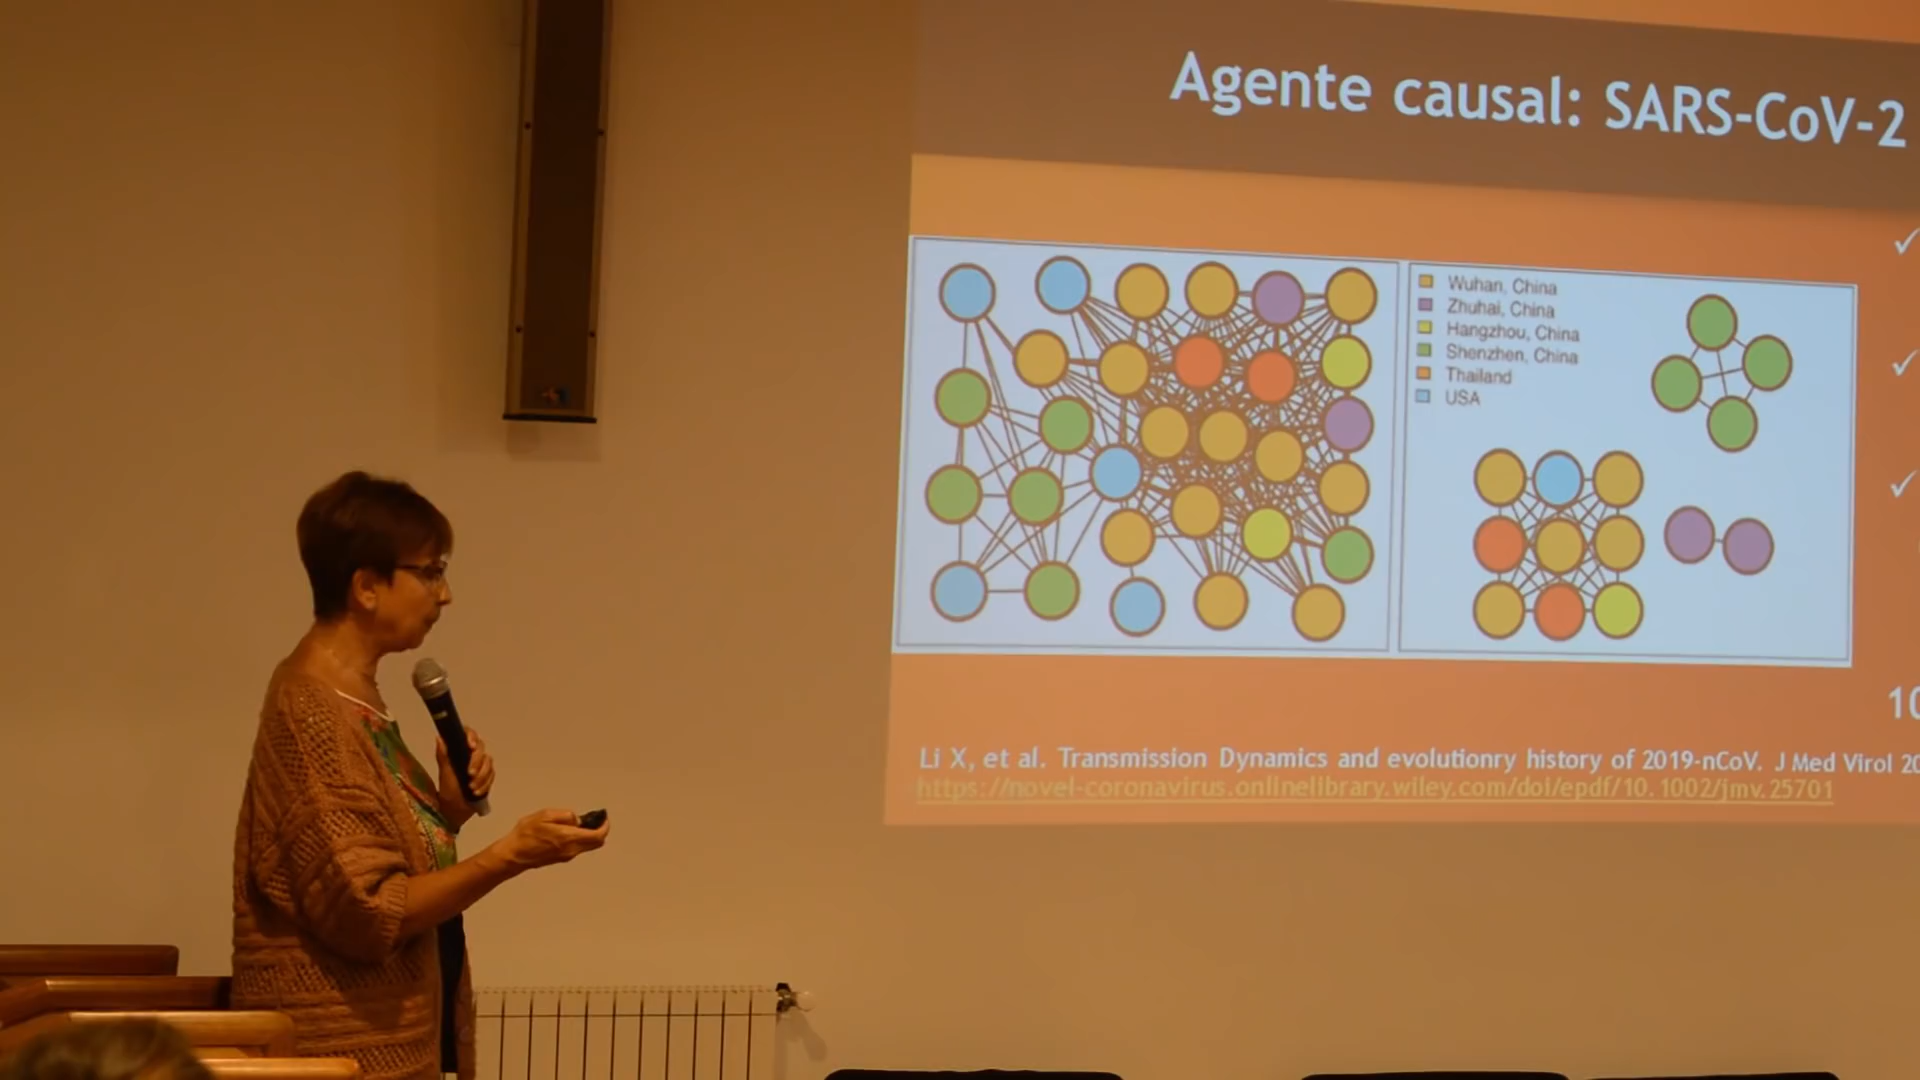 Agente causal: SARS-CoV-2
Wuhan, China
Zhuhai, China
Hangzhou, China
Shenzhen, China
Thailand
USA
10
Li X, et al. Transmission Dynamics and evolutionry history of 2019-nCoV. J Med Virol 20
https://novel-coronavirus.onlinelibrary.wiley.com/doi/epdf/10.1002/jmv.25701